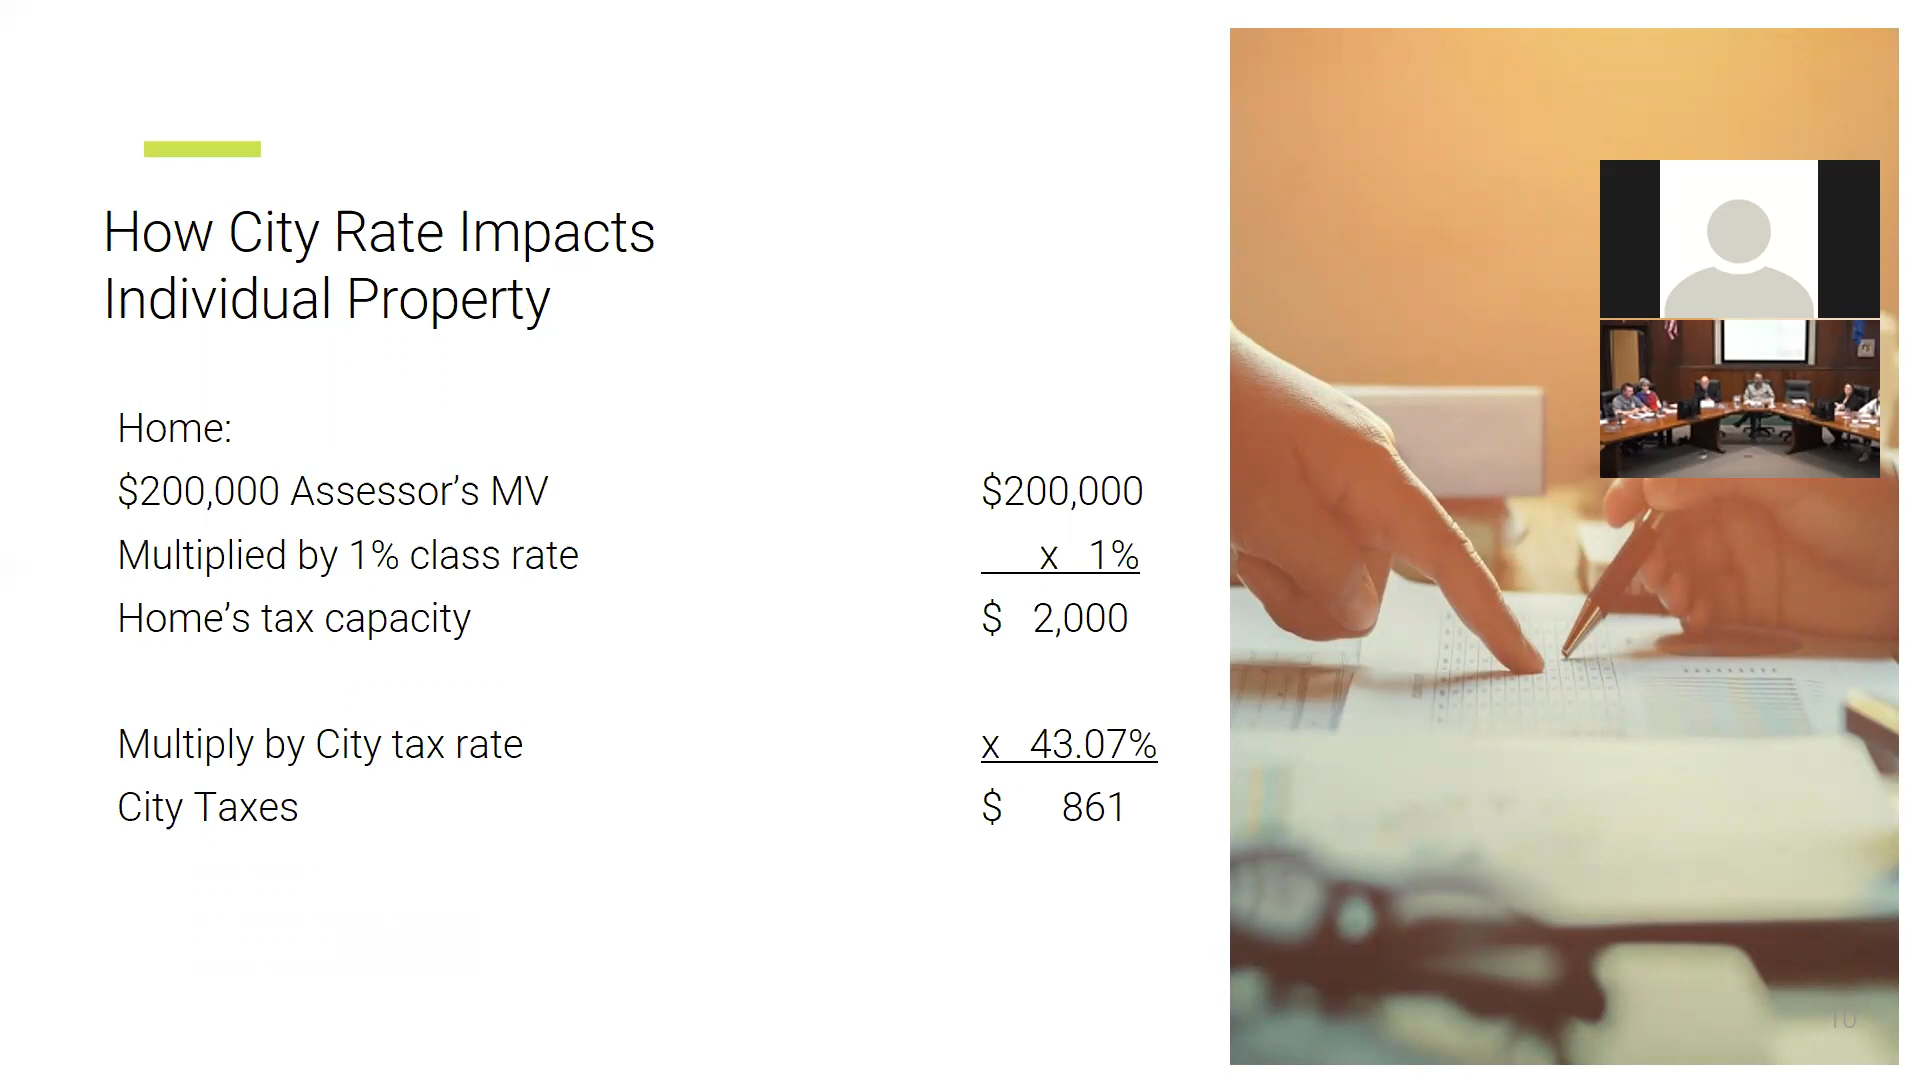 How City Rate Impacts
Individual Property
Home:
$200,000 Assessor’s MV $200,000
Multiplied by 1% class rate x 1%
Home’s tax capacity $ 2,000
Multiply by City tax rate x 43.07%
City Taxes $ 861
10